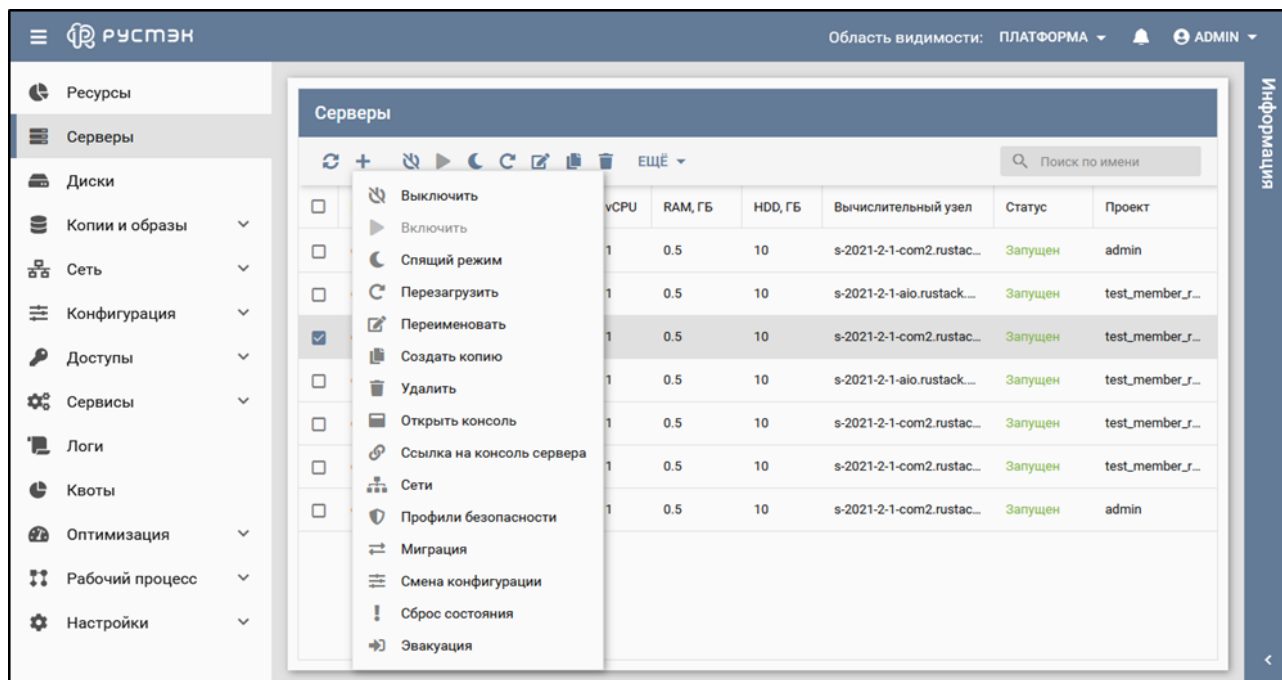 РУСТЭК
Область видимости: ПЛАТФОРМА ADMIN
Информация
Ресурсы
Серверы
Диски
Копии и образы
Сеть
Конфигурация
Доступы
Сервисы
Логи
Квоты
Оптимизация
Рабочий процесс
Настройки
Серверы
ЕЩЁ Поиск по имени
vCPU RAM, ГБ HDD, ГБ Вычислительный узел Статус Проект
1 0.5 10 s-2021-2-1-com2.rustac... Запущен admin
1 0.5 10 s-2021-2-1-aio.rustack.... Запущен test_member_r...
1 0.5 10 s-2021-2-1-com2.rustac... Запущен test_member_r...
1 0.5 10 s-2021-2-1-aio.rustack.... Запущен test_member_r...
1 0.5 10 s-2021-2-1-com2.rustac... Запущен test_member_r...
1 0.5 10 s-2021-2-1-com2.rustac... Запущен test_member_r...
1 0.5 10 s-2021-2-1-com2.rustac... Запущен admin
Выключить
Включить
Спящий режим
Перезагрузить
Переименовать
Создать копию
Удалить
Открыть консоль
Ссылка на консоль сервера
Сети
Профили безопасности
Миграция
Смена конфигурации
Сброс состояния
Эвакуация